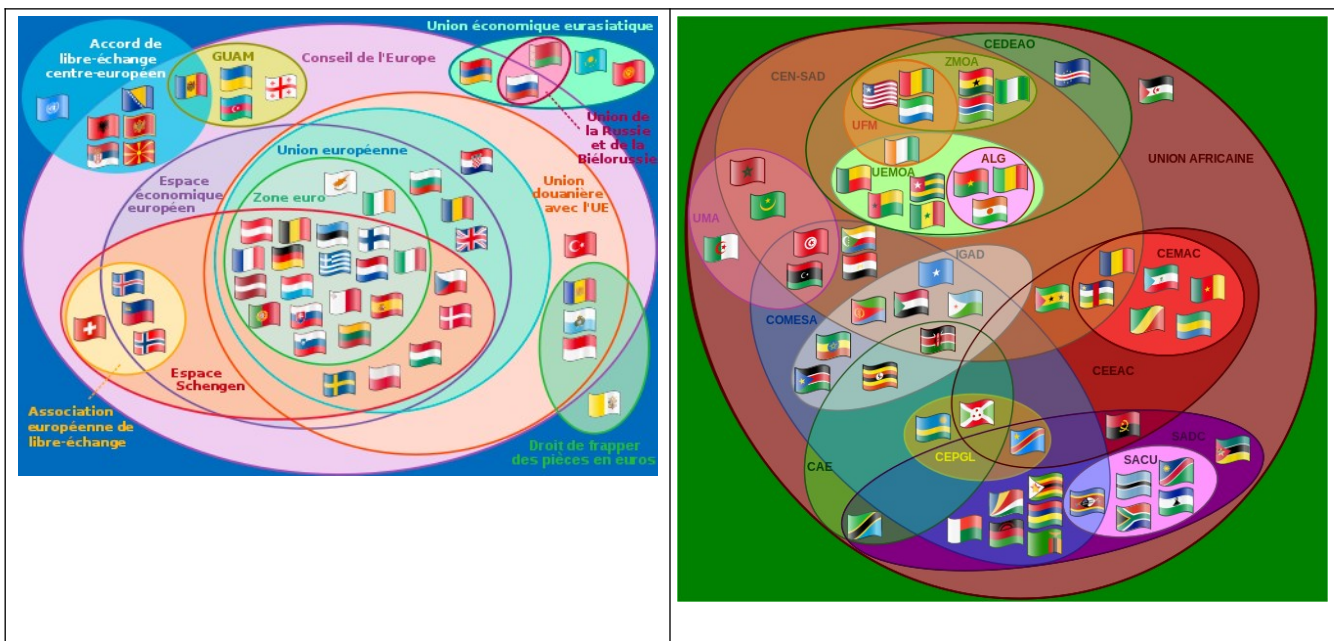 Accord de
libre-échange
centre-européen
GUAM
Conseil de l'Europe
Union économique eurasiatique
Union de
la Russie
et de la
Biélorussie
Union européenne
Espace
économique
européen
Zone euro
Union
douanière
avec l'UE
Espace
Schengen
Association
européenne de
libre-échange
Droit de frapper
des pièces en euros
CEDEAO
CEN-SAD
ZMOA
UFM
UNION AFRICAINE
ALG
UEMOA
UMA
IGAD
CEMAC
COMESA
CEEAC
SADC
SACU
CEPGL
CAE